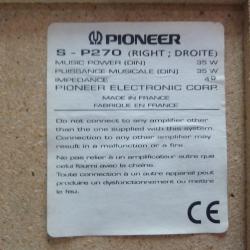 PIONEER
S - P270 (RIGHT ; DROITE)
MUSIC POWER (DIN) 35 W
PUISSANCE MUSICALE (DIN) 35 W
IMPEDANCE 4Ω
PIONEER ELECTRONIC CORP.
MADE IN FRANCE
FABRIQUE EN FRANCE
Do not connect to any amplifier other
than the one supplied with this system.
Connection to any other amplifier may
result in malfunction or a fire.
Ne pas relier à un amplificateur autre que
celui fourni avec la chaîne.
Toute connection a un autre appareil peut
produire un dysfonctionnement ou mettre
le feu.
CE